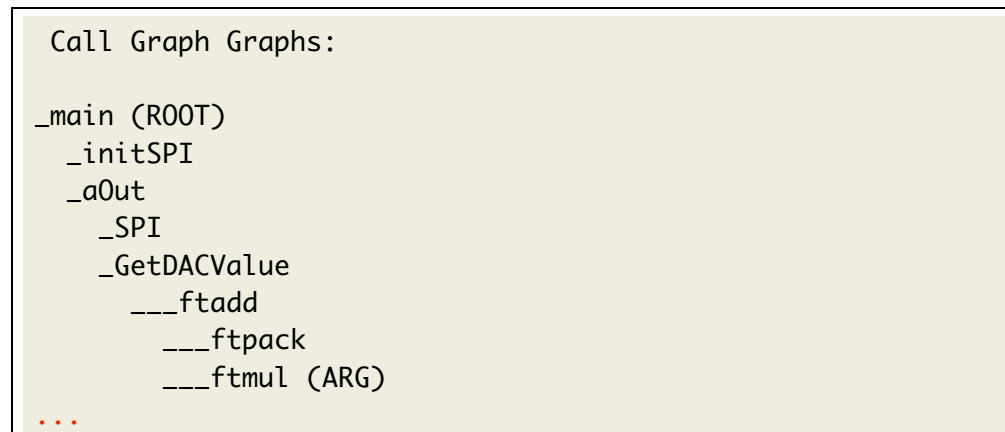 Call Graph Graphs:
_main (ROOT)
_initSPI
_aOut
_SPI
_GetDACValue
___ftadd
___ftpack
___ftmul (ARG)
...